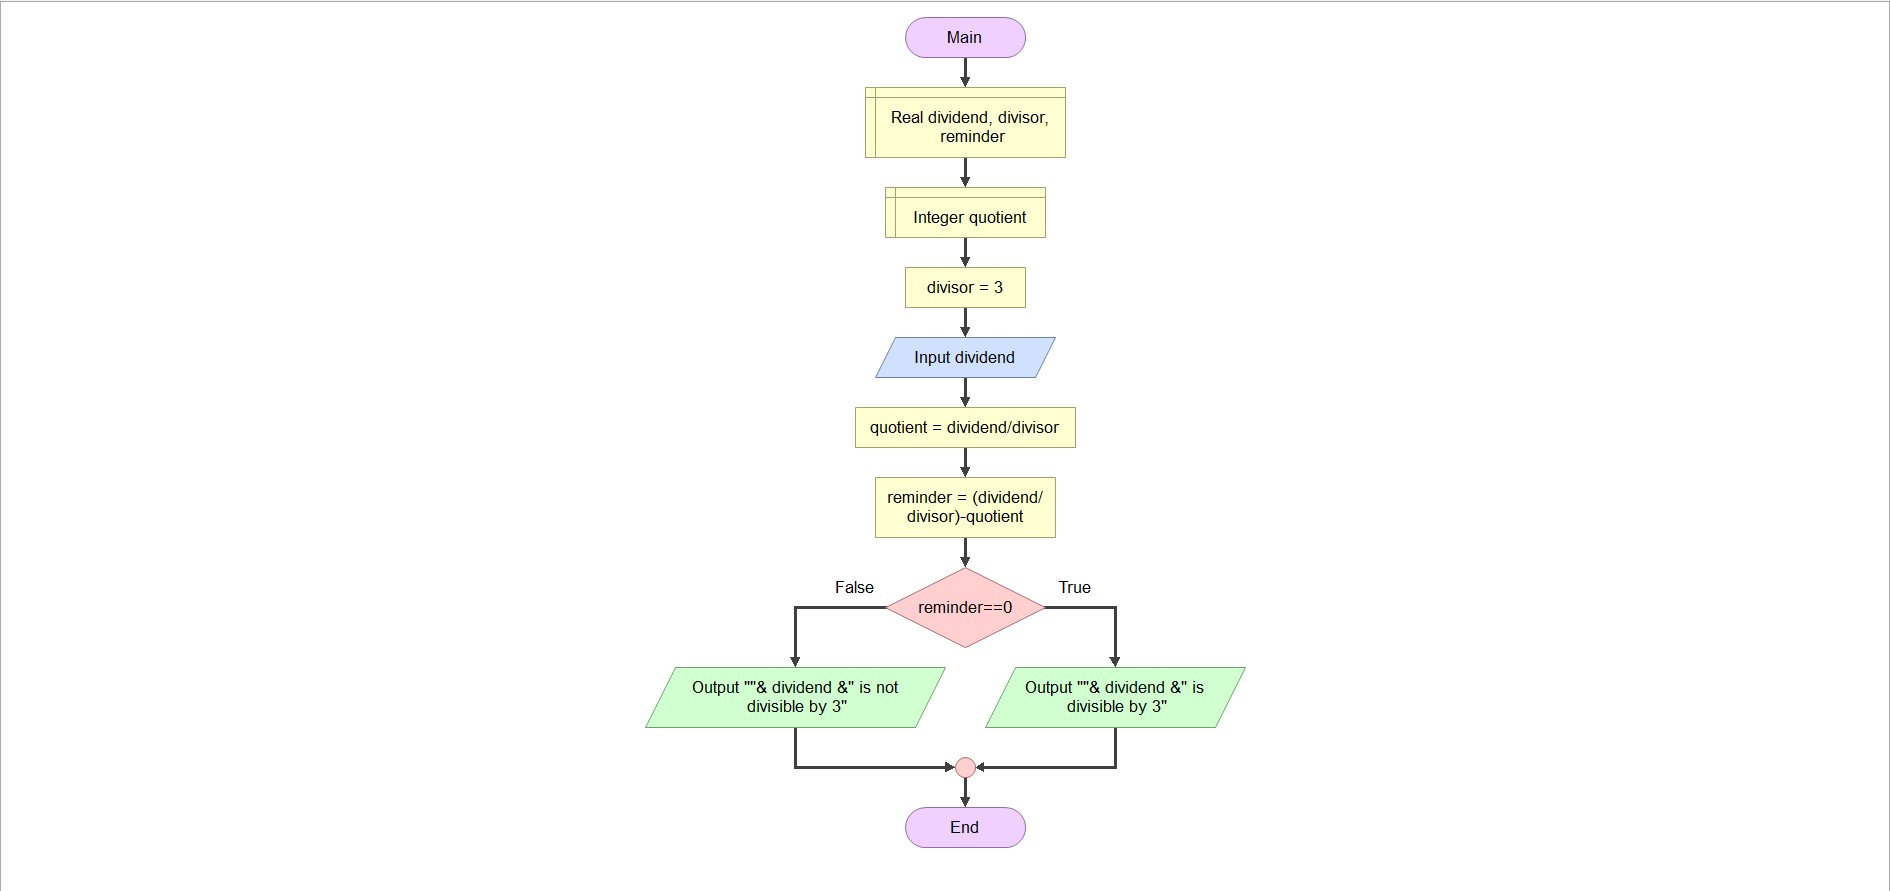 Main
Real dividend, divisor,
reminder
Integer quotient
divisor = 3
Input dividend
quotient = dividend/divisor
reminder = (dividend/
divisor)-quotient
False
True
reminder==0
Output ""& dividend &" is not
divisible by 3"
Output ""& dividend &" is
divisible by 3"
End